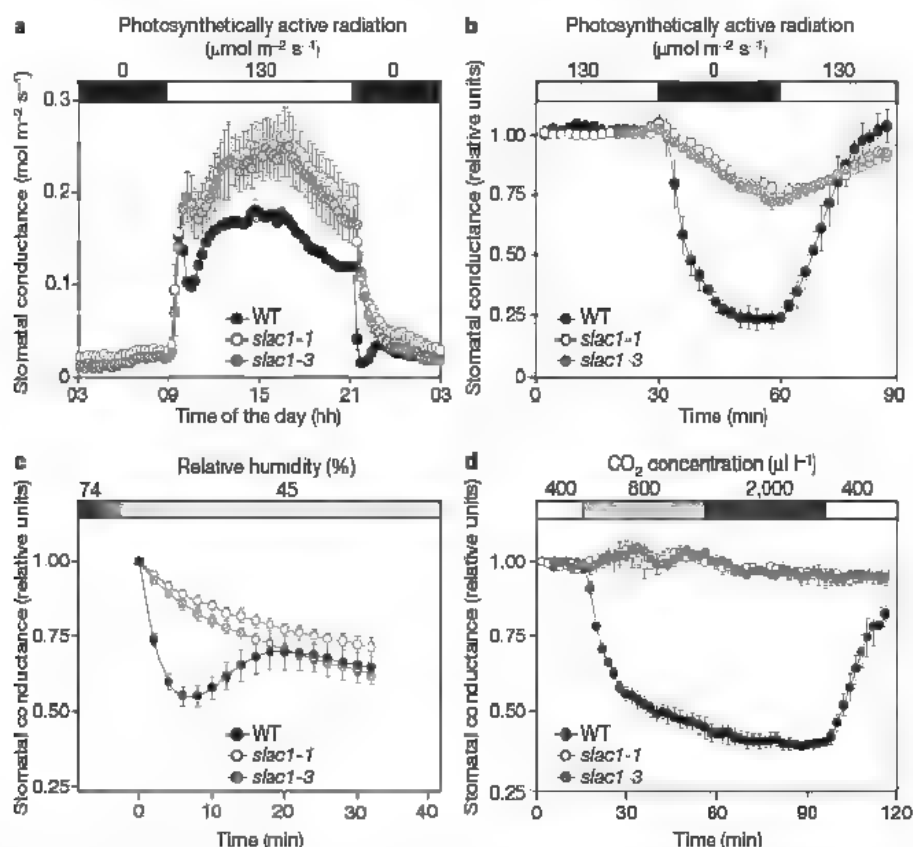 a
Photosynthetically active radiation
(µmol m⁻² s⁻¹)
0 130 0
Stomatal conductance (mol m⁻² s⁻¹)
0.3
0.2
0.1
0
WT
slac1-1
slac1-3
03 09 15 21 03
Time of the day (hh)
b
Photosynthetically active radiation
(µmol m⁻² s⁻¹)
130 0 130
Stomatal conductance (relative units)
1.00
0.75
0.50
0.25
0
WT
slac1-1
slac1-3
0 30 60 90
Time (min)
c
Relative humidity (%)
74 45
Stomatal conductance (relative units)
1.00
0.75
0.50
0.25
WT
slac1-1
slac1-3
0 10 20 30 40
Time (min)
d
CO₂ concentration (µl l⁻¹)
400 800 2,000 400
Stomatal conductance (relative units)
1.00
0.75
0.50
0.25
WT
slac1-1
slac1-3
0 30 60 90 120
Time (min)